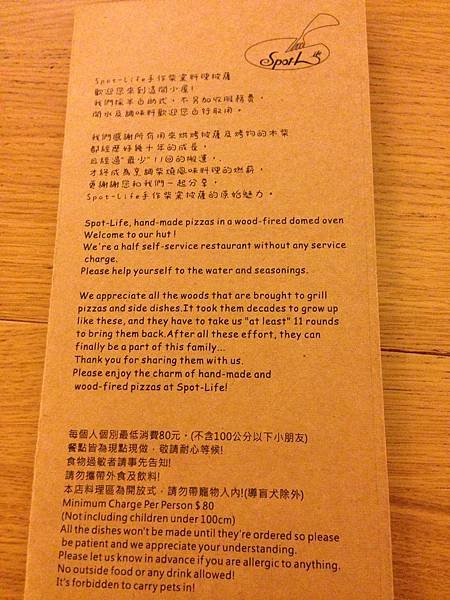 Spot-Life
Spot-Life手作柴窯料理披薩
歡迎您來到這間小屋!
我們採半自助式，不另加收服務費，
開水及調味料歡迎您自行取用。
我們感謝所有用來烘烤披薩及烤物的木柴
都經歷好幾十年的成長，
且經過"最少"11回的搬運，.
才終成為烹調柴燒風味料理的燃薪，
更謝謝您和我們一起分享，
Spot-Life手作柴窯披薩的原始魅力。
Spot-Life, hand-made pizzas in a wood-fired domed oven
Welcome to our hut !
We're a half self-service restaurant without any service
charge.
Please help yourself to the water and seasonings.
We appreciate all the woods that are brought to grill
pizzas and side dishes.It took them decades to grow up
like these, and they have to take us "at least" 11 rounds
to bring them back.After all these effort, they can
finally be a part of this family...
Thank you for sharing them with us.
Please enjoy the charm of hand-made and
wood-fired pizzas at Spot-Life!
每個人個別最低消費80元。(不含100公分以下小朋友)
餐點皆為現點現做，敬請耐心等候!
食物過敏者請事先告知!
請勿攜帶外食及飲料!
本店料理區為開放式，請勿帶寵物人內!(導盲犬除外)
Minimum Charge Per Person $ 80
(Not including children under 100cm)
All the dishes won't be made until they're ordered so please
be patient and we appreciate your understanding.
Please let us know in advance if you are allergic to anything.
No outside food or any drink allowed!
It's forbidden to carry pets in!